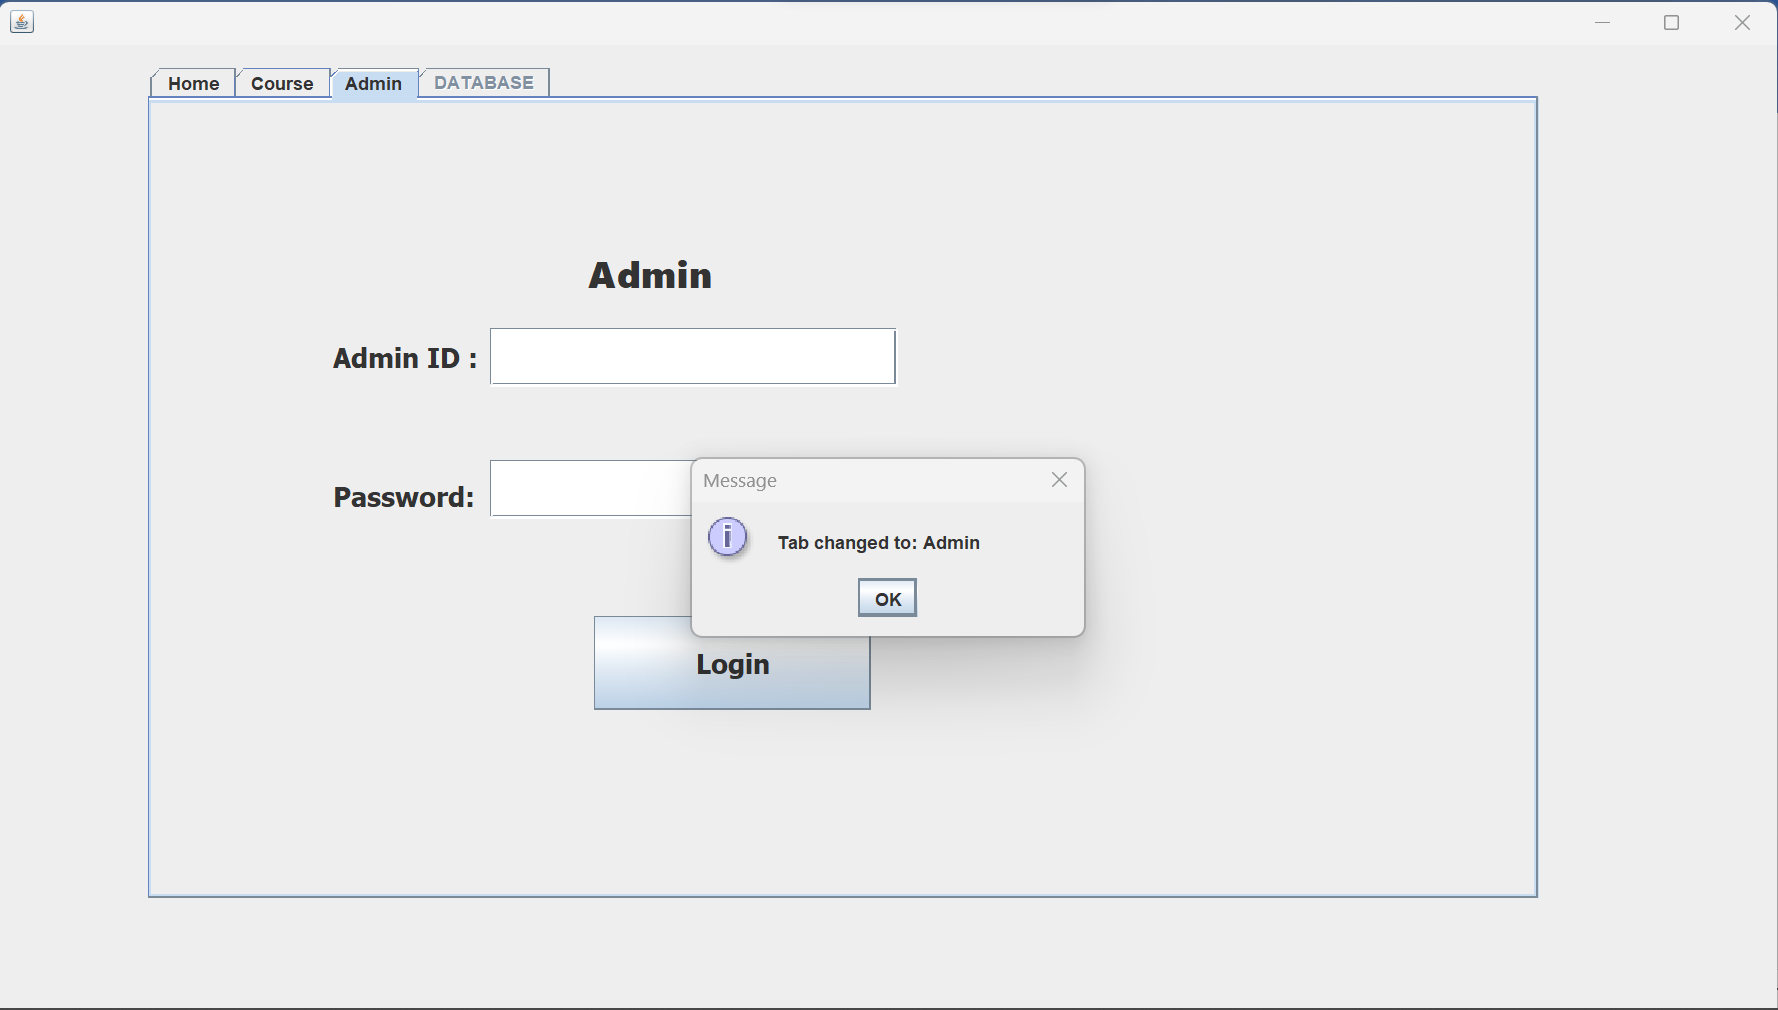 Home Course Admin DATABASE
Admin
Admin ID :
Password:
Message
Tab changed to: Admin
OK
Login